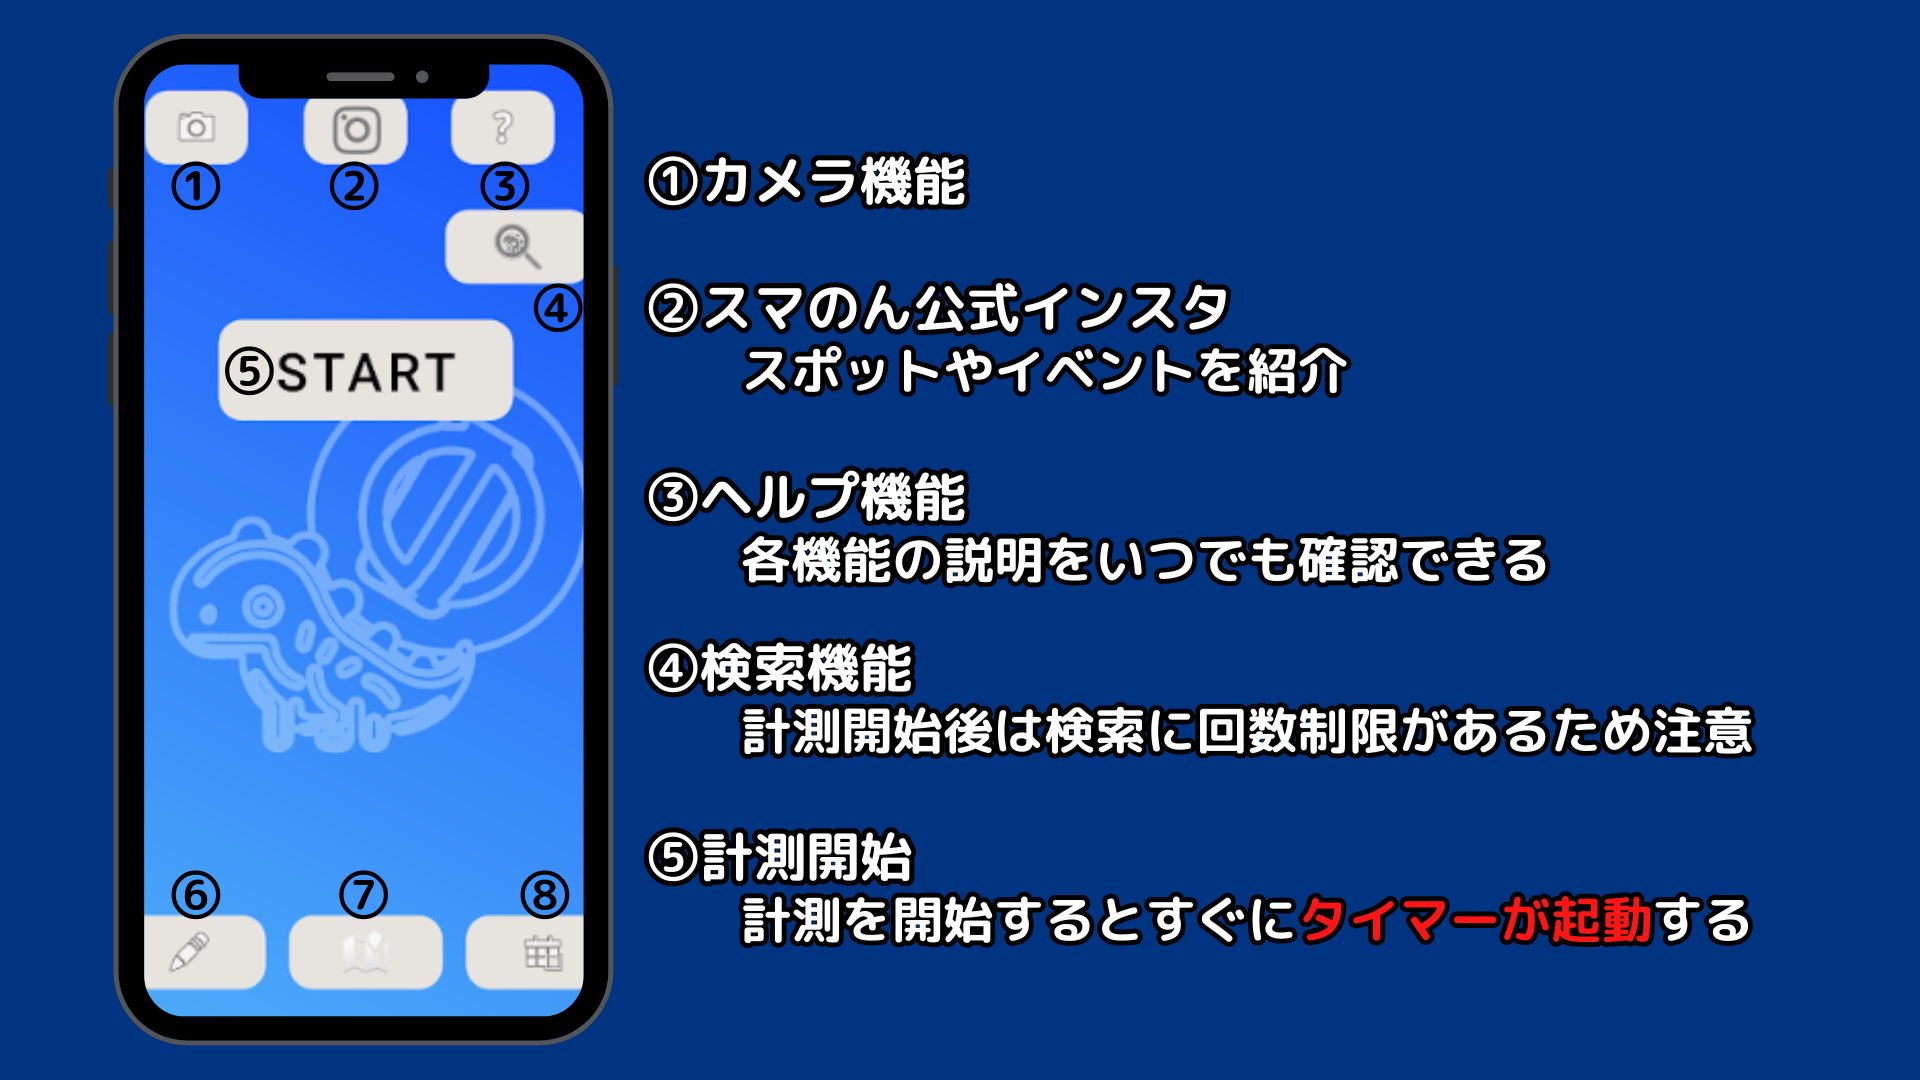 ①
②
③
④
⑤START
⑥
⑦
⑧
①カメラ機能
②スマのん公式インスタ
スポットやイベントを紹介
③ヘルプ機能
各機能の説明をいつでも確認できる
④検索機能
計測開始後は検索に回数制限があるため注意
⑤計測開始
計測を開始するとすぐにタイマーが起動する